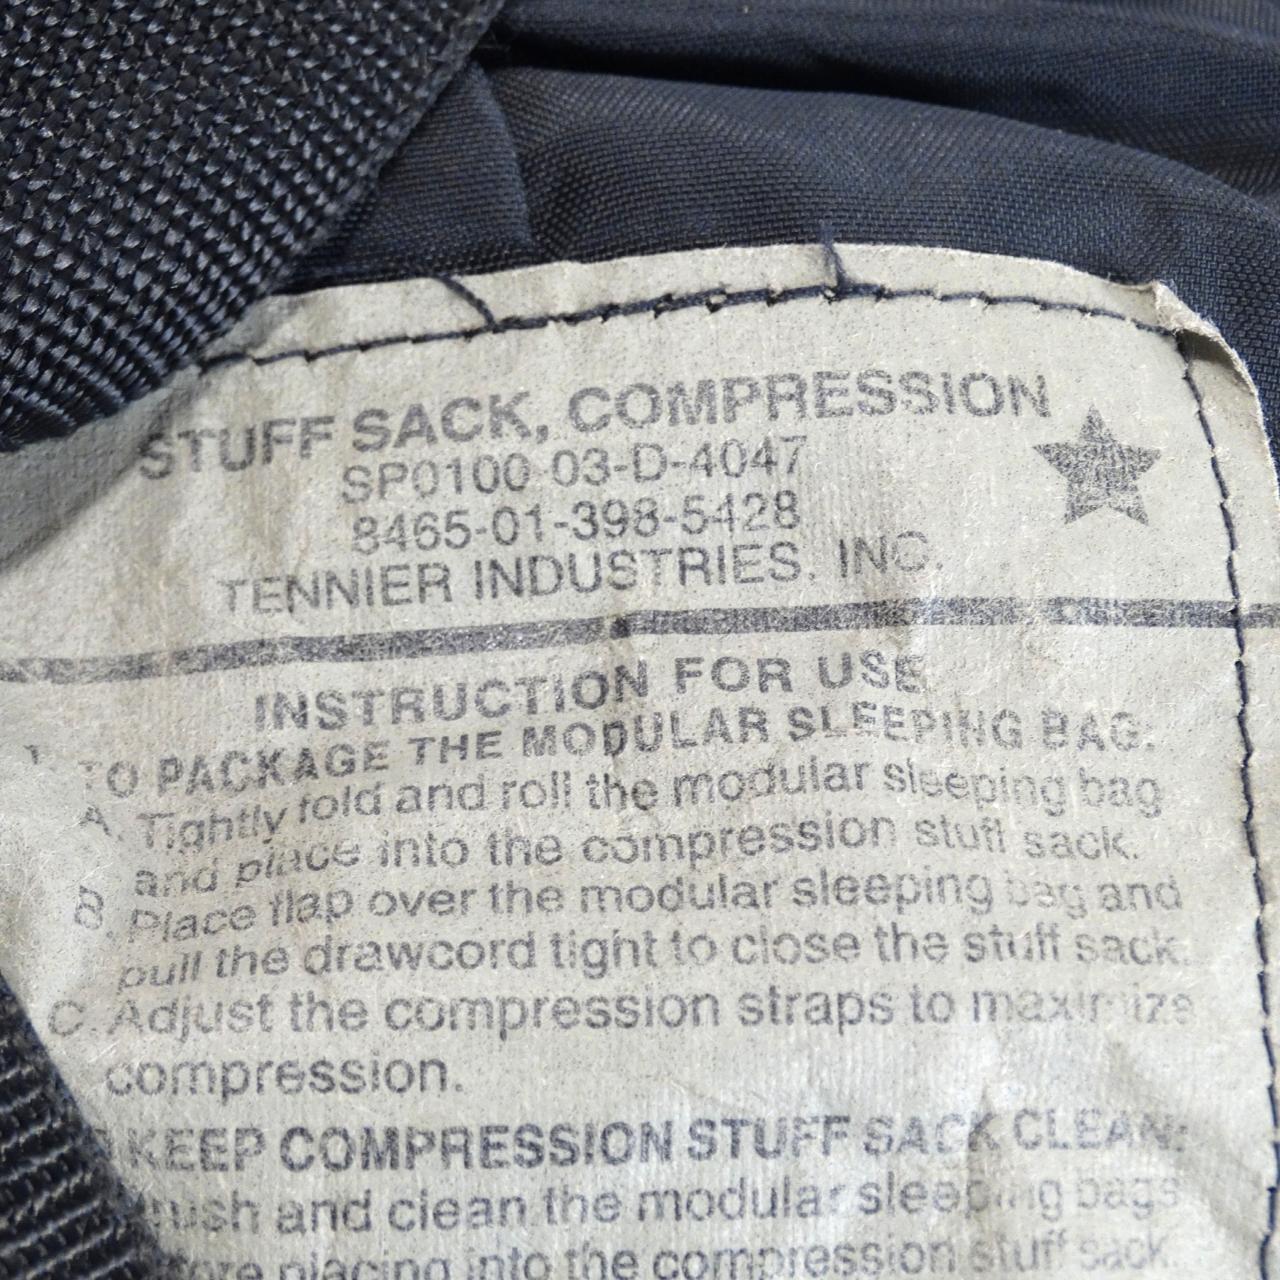 STUFF SACK, COMPRESSION
SP0100-03-D-4047
8465-01-398-5428
TENNIER INDUSTRIES, INC.
INSTRUCTION FOR USE
1. TO PACKAGE THE MODULAR SLEEPING BAG:
A. Tightly fold and roll the modular sleeping bag
and place into the compression stuff sack.
B. Place flap over the modular sleeping bag and
pull the drawcord tight to close the stuff sack.
C. Adjust the compression straps to maximize
compression.
KEEP COMPRESSION STUFF SACK CLEAN:
and clean the modular sleeping bags
placing into the compression stuff sack.